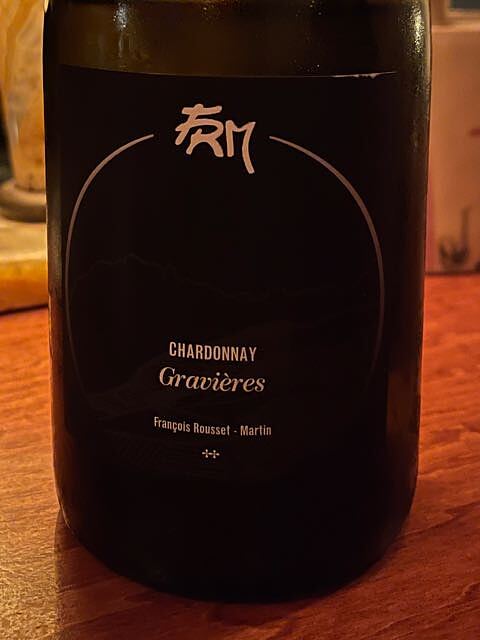 FRM
CHARDONNAY
Gravières
François Rousset - Martin